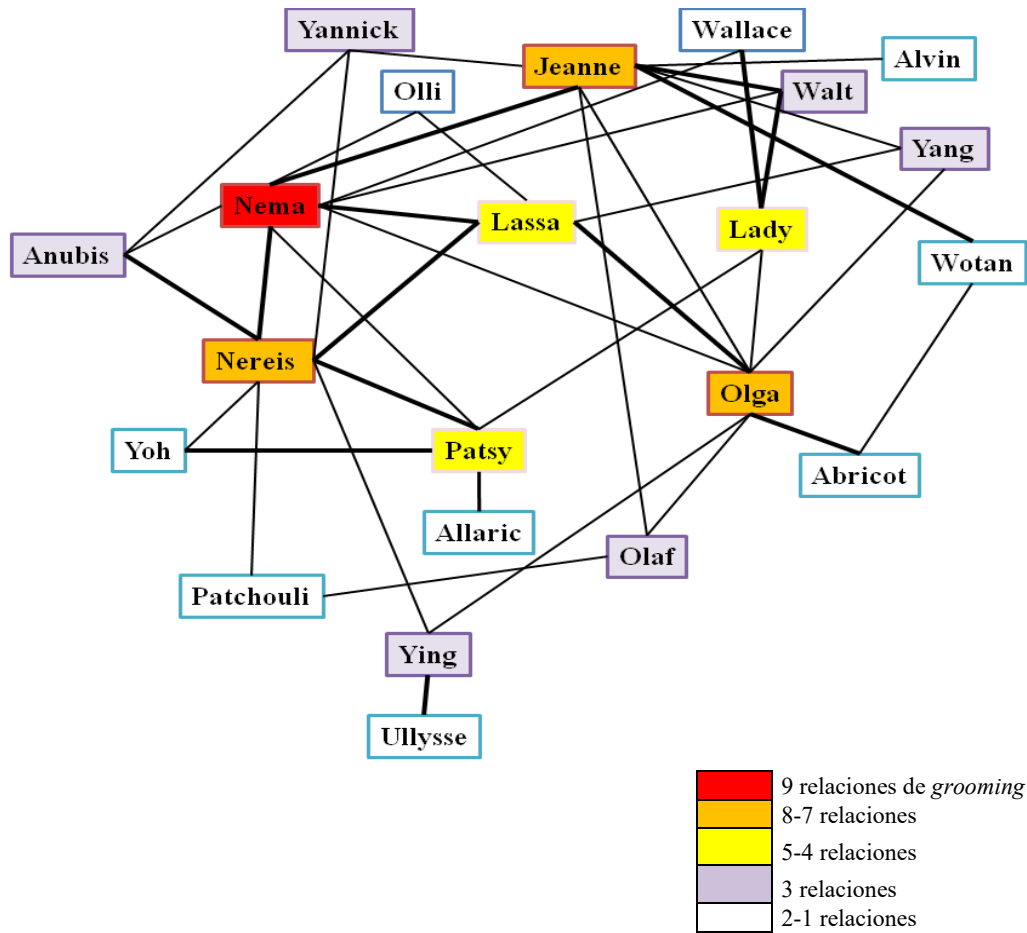 Yannick
Wallace
Jeanne
Alvin
Olli
Walt
Yang
Nema
Lassa
Lady
Anubis
Wotan
Nereis
Olga
Yoh
Patsy
Abricot
Allaric
Olaf
Patchouli
Ying
Ullysse
9 relaciones de grooming
8-7 relaciones
5-4 relaciones
3 relaciones
2-1 relaciones